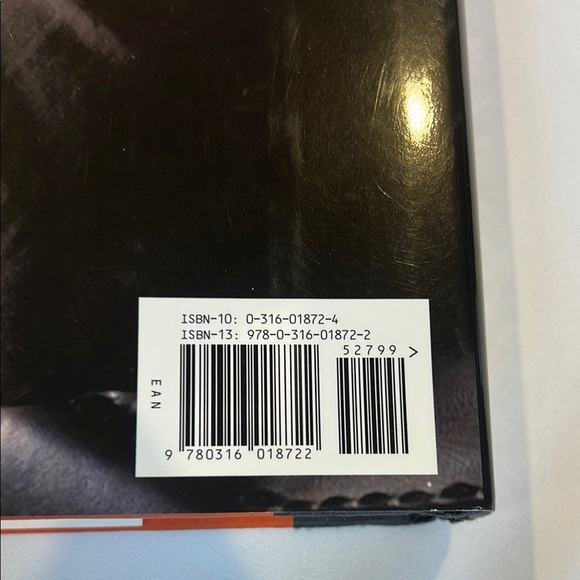 ISBN-10: 0-316-01872-4
ISBN-13: 978-0-316-01872-2
52799 >
EAN
9 780316 018722